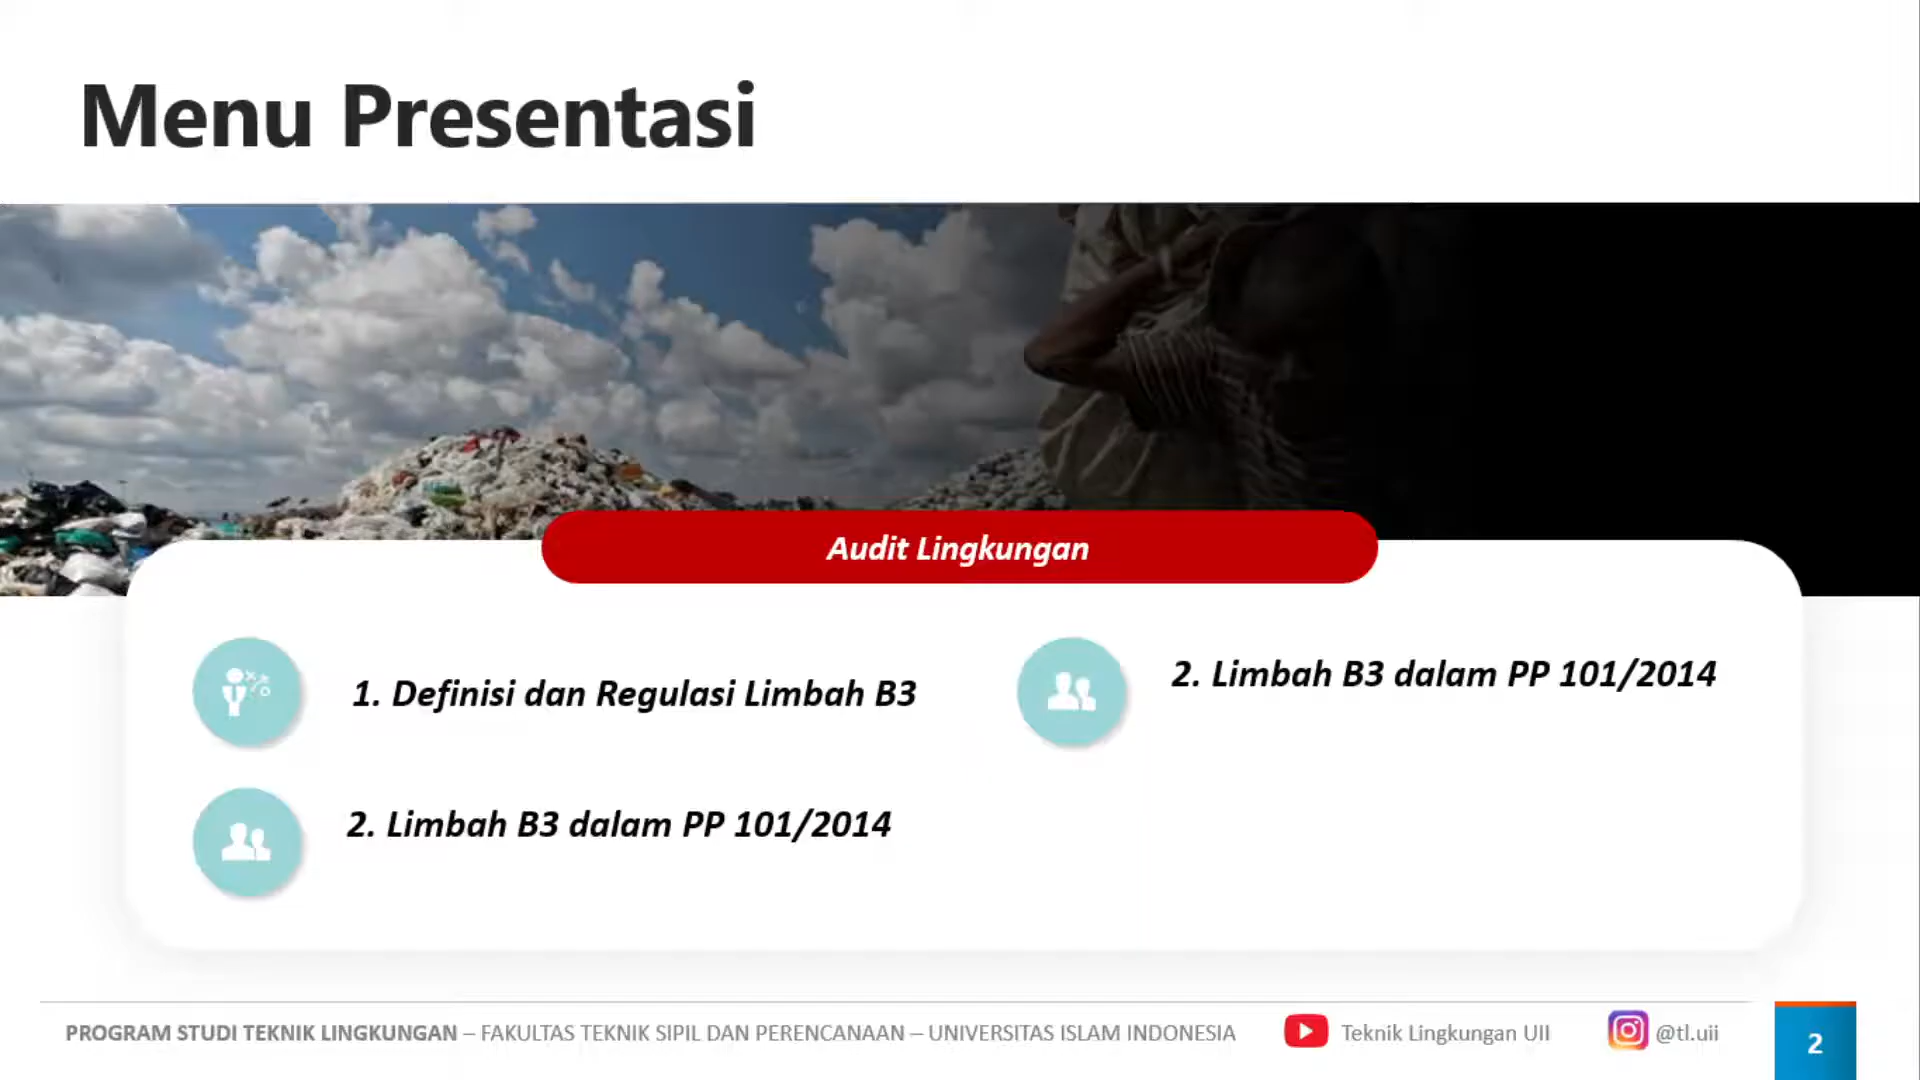 Menu Presentasi
Audit Lingkungan
1. Definisi dan Regulasi Limbah B3
2. Limbah B3 dalam PP 101/2014
2. Limbah B3 dalam PP 101/2014
PROGRAM STUDI TEKNIK LINGKUNGAN – FAKULTAS TEKNIK SIPIL DAN PERENCANAAN – UNIVERSITAS ISLAM INDONESIA
Teknik Lingkungan UII
@tl.uii
2